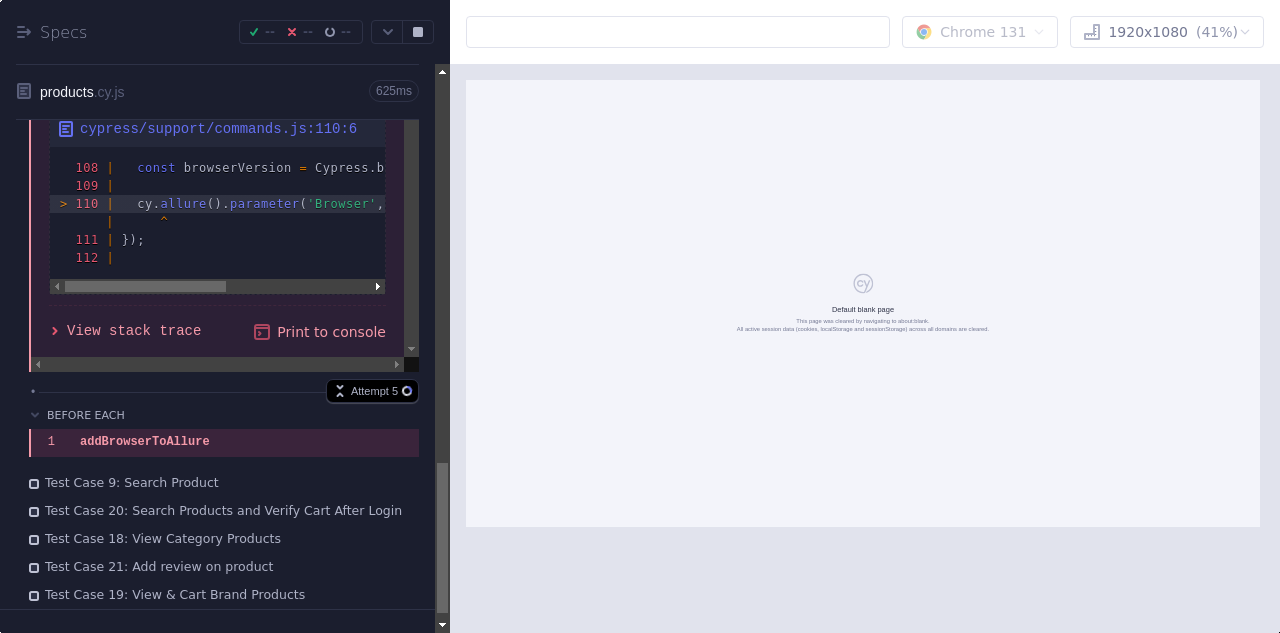 Specs
--
--
--
Chrome 131
1920x1080 (41%)
products.cy.js
625ms
cypress/support/commands.js:110:6
108 | const browserVersion = Cypress.b
109 |
> 110 | cy.allure().parameter('Browser',
| ^
111 | });
112 |
View stack trace
Print to console
Attempt 5
BEFORE EACH
1 addBrowserToAllure
Test Case 9: Search Product
Test Case 20: Search Products and Verify Cart After Login
Test Case 18: View Category Products
Test Case 21: Add review on product
Test Case 19: View & Cart Brand Products
cy
Default blank page
This page was cleared by navigating to about:blank.
All active session data (cookies, localStorage and sessionStorage) across all domains are cleared.